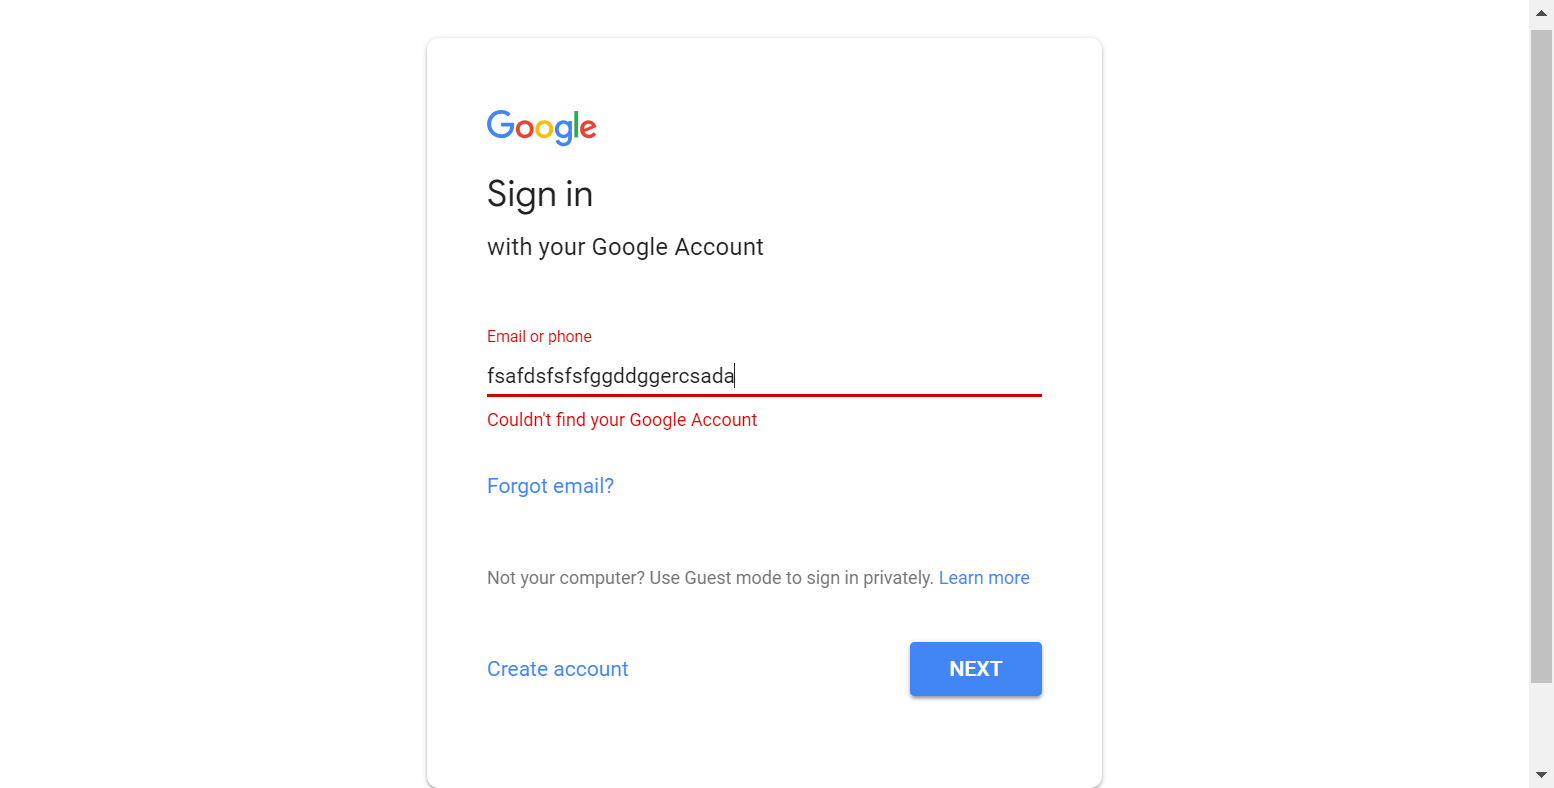 Google
Sign in
with your Google Account
Email or phone
fsafdsfsfsfggddggercsada
Couldn't find your Google Account
Forgot email?
Not your computer? Use Guest mode to sign in privately. Learn more
Create account
NEXT